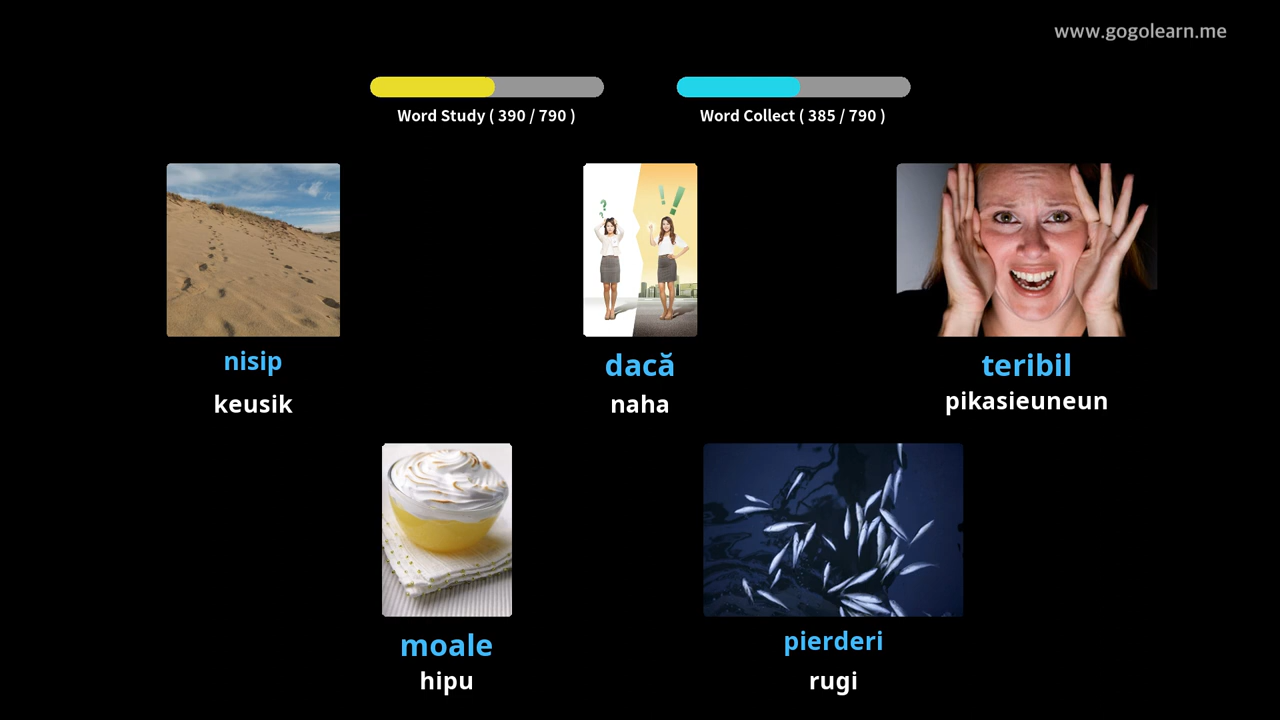 www.gogolearn.me
Word Study ( 390 / 790 )
Word Collect ( 385 / 790 )
nisip
keusik
dacă
naha
teribil
pikasieuneun
moale
hipu
pierderi
rugi